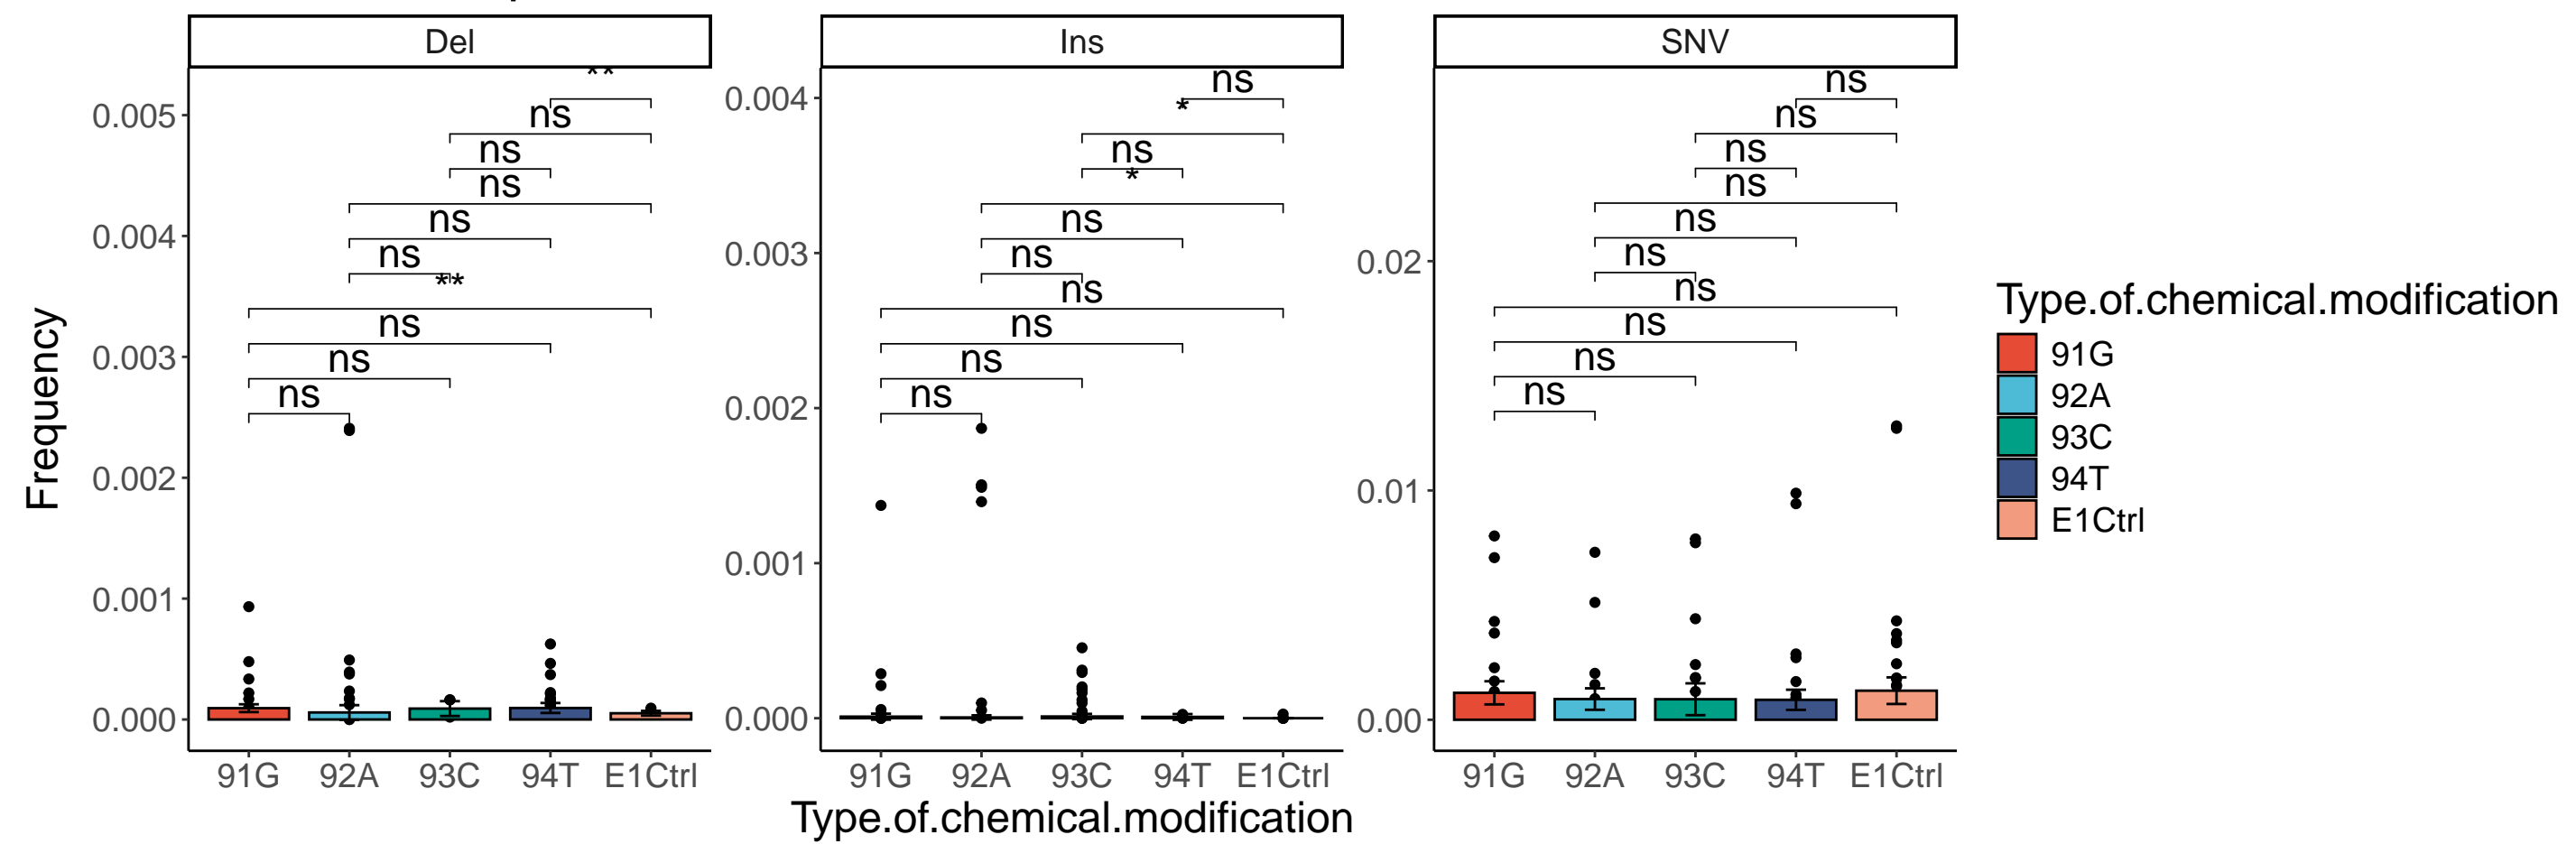 Del
Ins
SNV
Frequency
0.005
0.004
0.003
0.002
0.001
0.000
**
ns
ns
ns
ns
ns
**
ns
ns
ns
91G 92A 93C 94T E1Ctrl
0.004
0.003
0.002
0.001
0.000
ns
*
ns
*
ns
ns
ns
ns
ns
ns
91G 92A 93C 94T E1Ctrl
0.02
0.01
0.00
ns
ns
ns
ns
ns
ns
ns
ns
ns
ns
91G 92A 93C 94T E1Ctrl
Type.of.chemical.modification
Type.of.chemical.modification
91G
92A
93C
94T
E1Ctrl